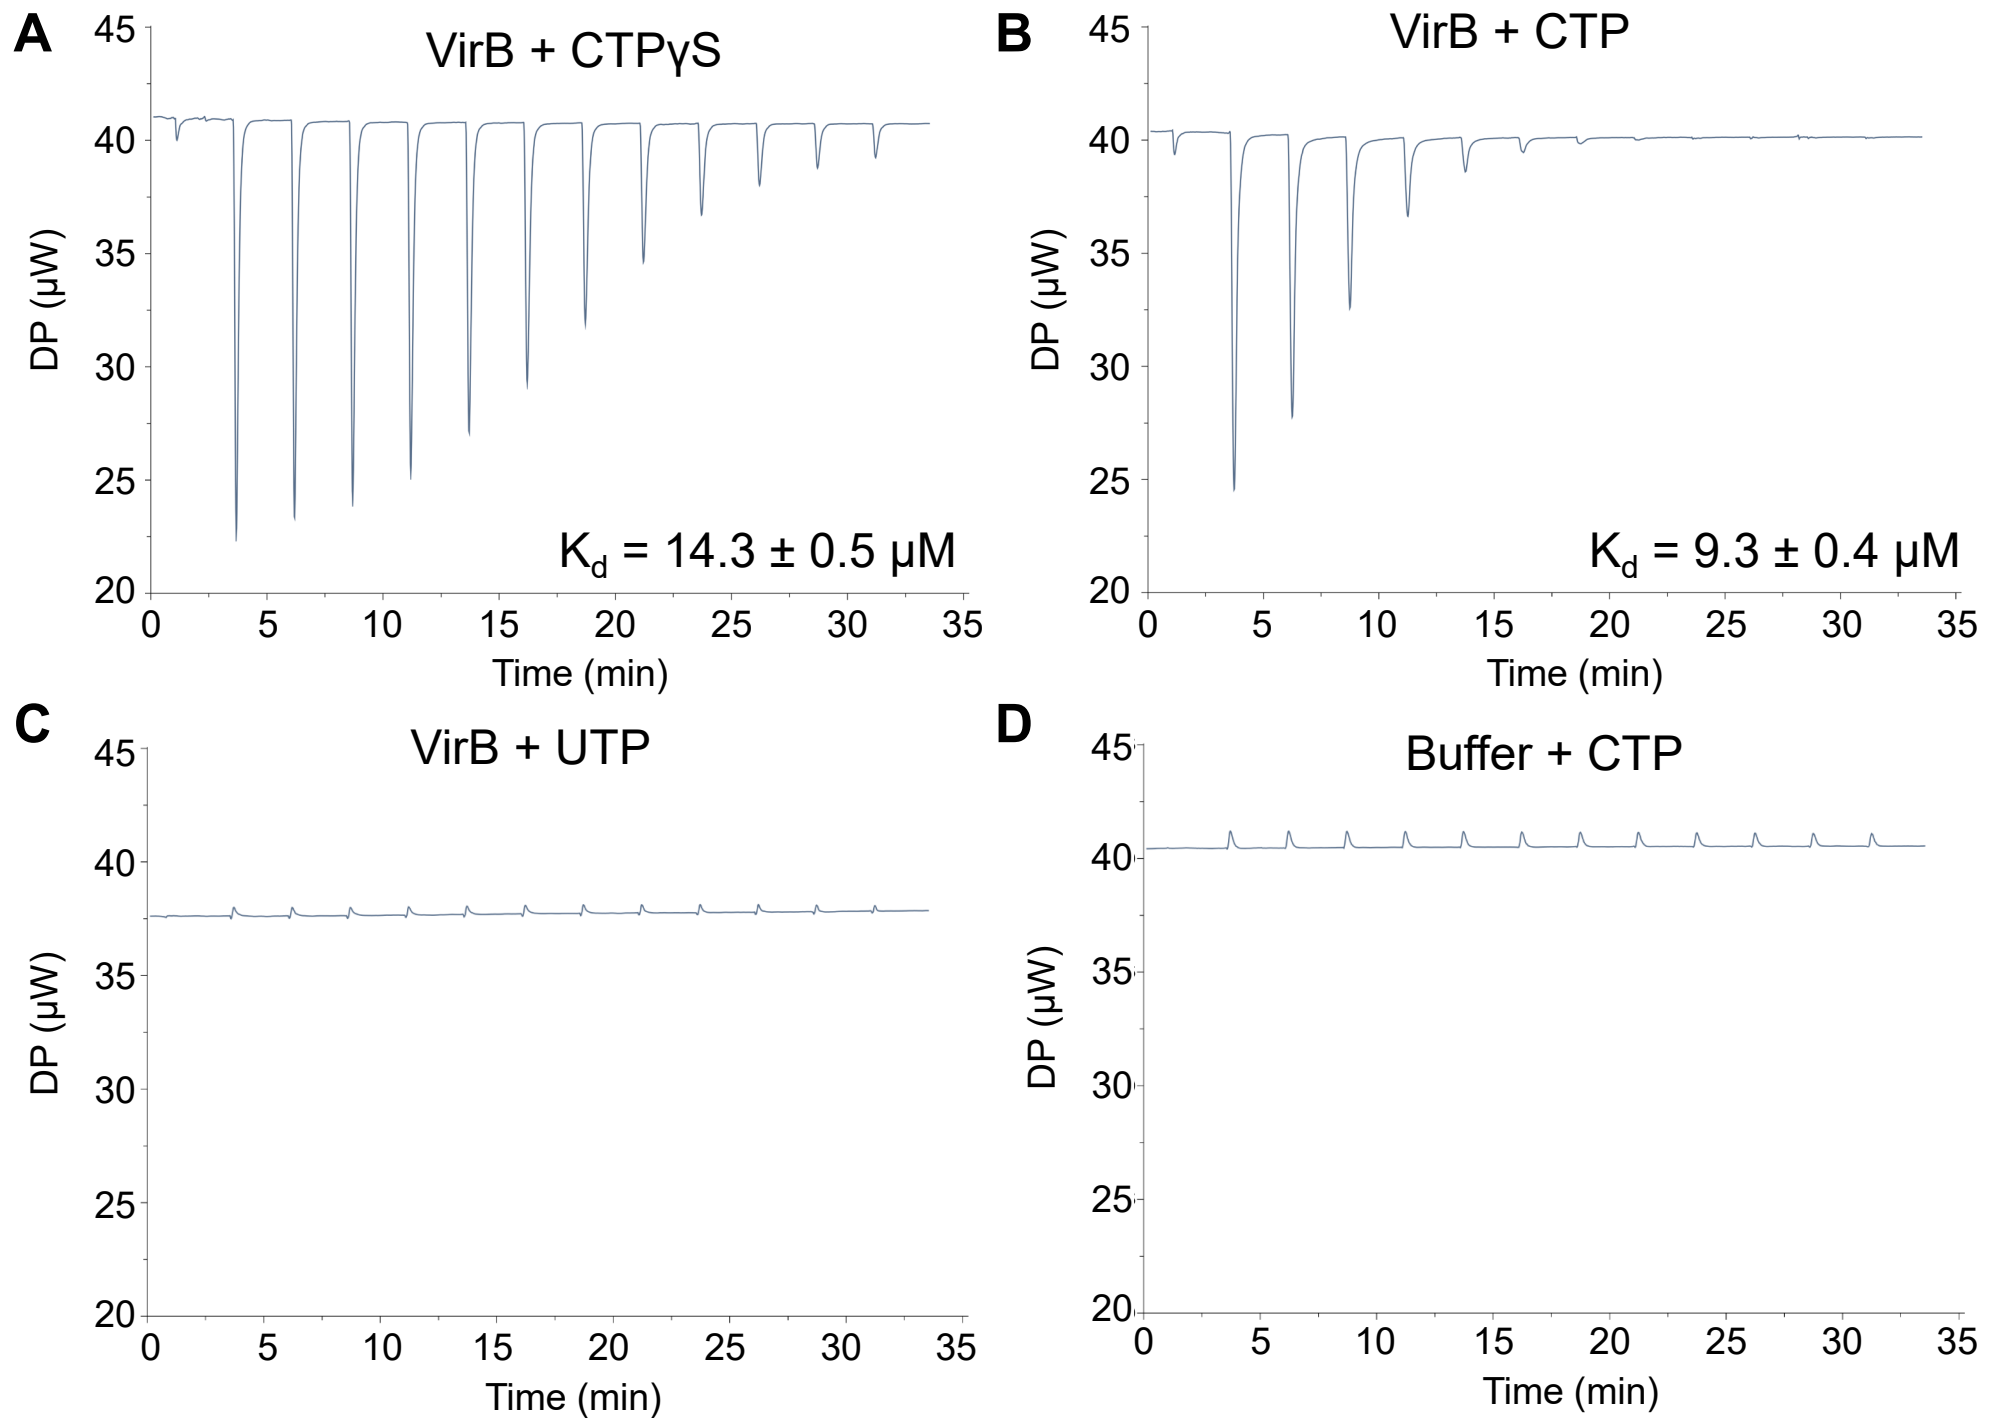 A
VirB + CTPγS
45
40
35
30
25
20
DP (µW)
K_d = 14.3 ± 0.5 µM
0 5 10 15 20 25 30 35
Time (min)
B
VirB + CTP
45
40
35
30
25
20
DP (µW)
K_d = 9.3 ± 0.4 µM
0 5 10 15 20 25 30 35
Time (min)
C
VirB + UTP
45
40
35
30
25
20
DP (µW)
0 5 10 15 20 25 30 35
Time (min)
D
Buffer + CTP
45
40
35
30
25
20
DP (µW)
0 5 10 15 20 25 30 35
Time (min)